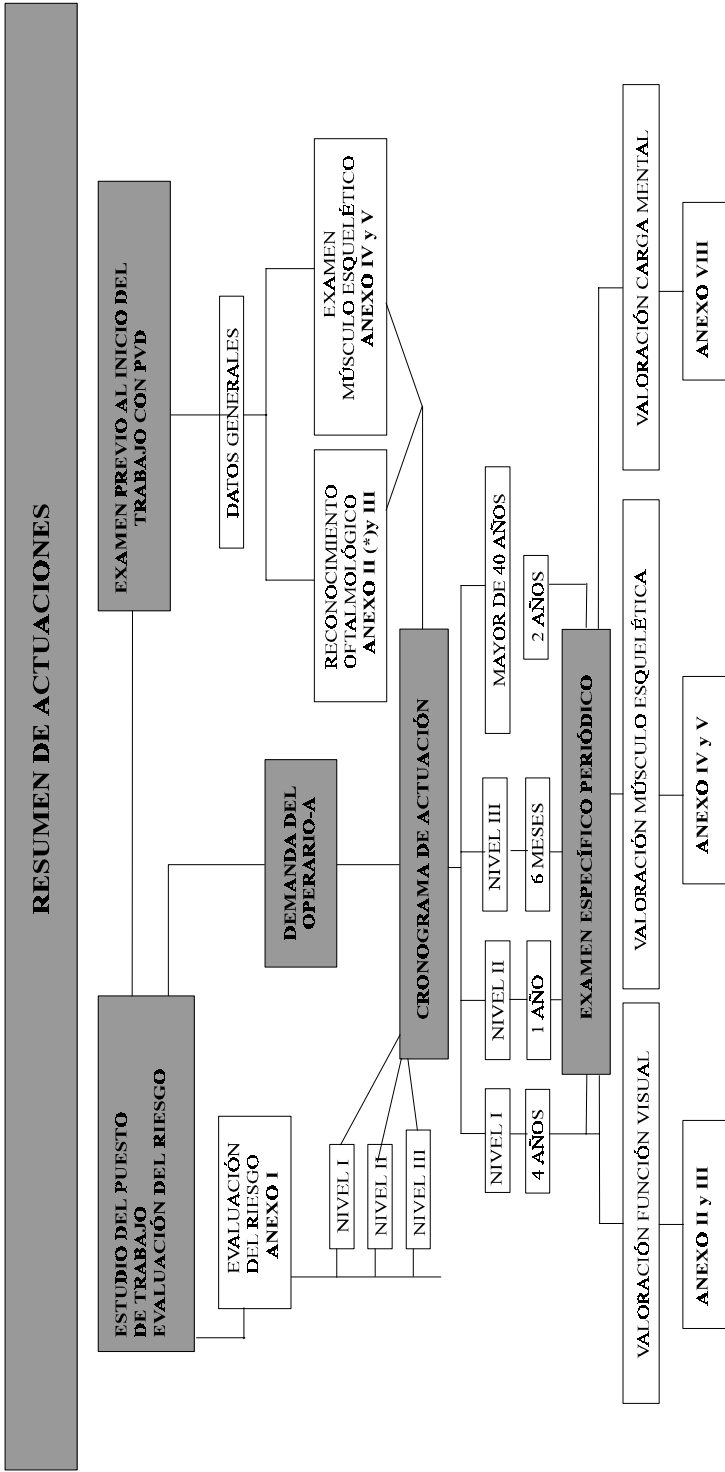 RESUMEN DE ACTUACIONES
ESTUDIO DEL PUESTO
DE TRABAJO
EVALUACIÓN DEL RIESGO
EXAMEN PREVIO AL INICIO DEL
TRABAJO CON PVD
EVALUACIÓN
DEL RIESGO
ANEXO I
DEMANDA DEL
OPERARIO-A
DATOS GENERALES
RECONOCIMIENTO
OFTALMOLÓGICO
ANEXO II (*)y III
EXAMEN
MÚSCULO ESQUELÉTICO
ANEXO IV y V
NIVEL I
NIVEL II
NIVEL III
CRONOGRAMA DE ACTUACIÓN
NIVEL I
NIVEL II
NIVEL III
MAYOR DE 40 AÑOS
4 AÑOS
1 AÑO
6 MESES
2 AÑOS
EXAMEN ESPECÍFICO PERIÓDICO
VALORACIÓN FUNCIÓN VISUAL
VALORACIÓN MÚSCULO ESQUELÉTICA
VALORACIÓN CARGA MENTAL
ANEXO II y III
ANEXO IV y V
ANEXO VIII